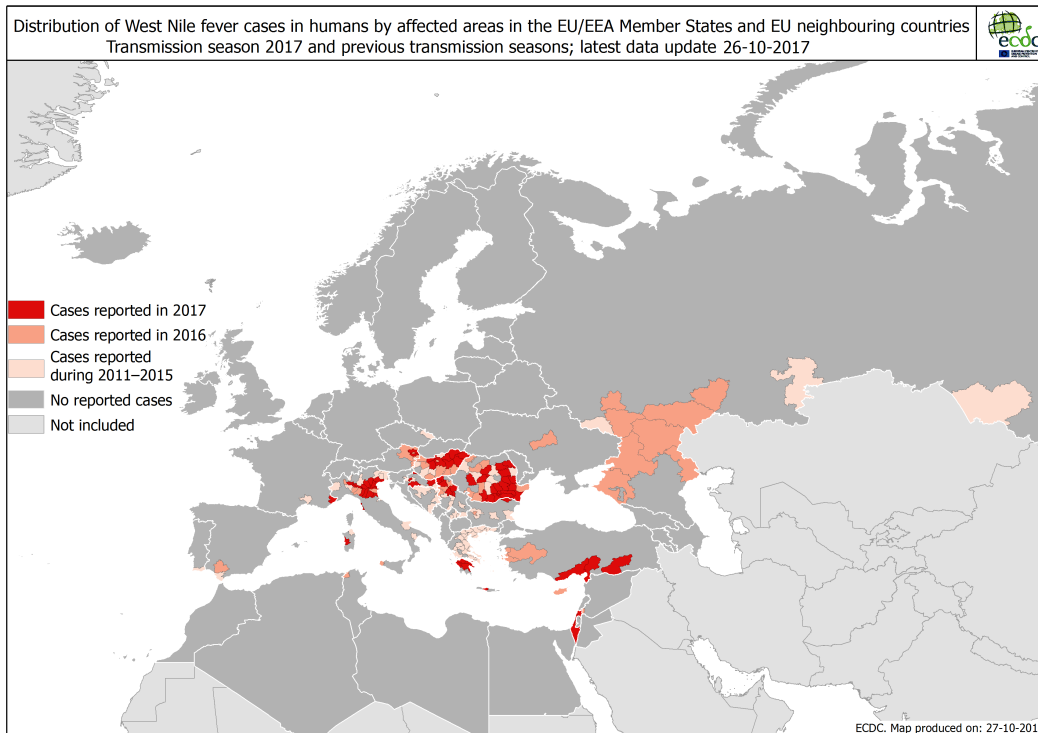 Distribution of West Nile fever cases in humans by affected areas in the EU/EEA Member States and EU neighbouring countries
Transmission season 2017 and previous transmission seasons; latest data update 26-10-2017
ecdc
Cases reported in 2017
Cases reported in 2016
Cases reported
during 2011–2015
No reported cases
Not included
ECDC. Map produced on: 27-10-201